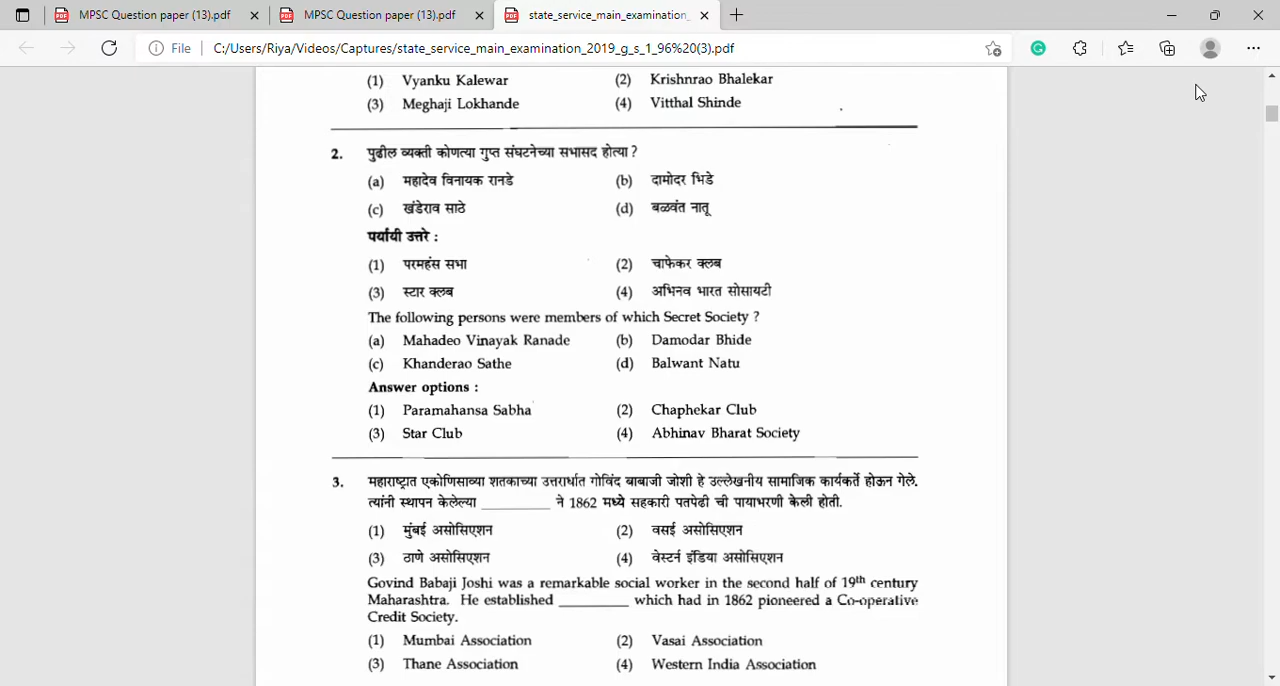 MPSC Question paper (13).pdf
MPSC Question paper (13).pdf
state_service_main_examination_
File
C:/Users/Riya/Videos/Captures/state_service_main_examination_2019_g_s_1_96%20(3).pdf
(1) Vyanku Kalewar (2) Krishnrao Bhalekar
(3) Meghaji Lokhande (4) Vitthal Shinde
2. पुढील व्यक्ती कोणत्या गुप्त संघटनेच्या सभासद होत्या ?
(a) महादेव विनायक रानडे (b) दामोदर भिडे
(c) खंडेराव साठे (d) बळवंत नातू
पर्यायी उत्तरे :
(1) परमहंस सभा (2) चाफेकर क्लब
(3) स्टार क्लब (4) अभिनव भारत सोसायटी
The following persons were members of which Secret Society ?
(a) Mahadeo Vinayak Ranade (b) Damodar Bhide
(c) Khanderao Sathe (d) Balwant Natu
Answer options :
(1) Paramahansa Sabha (2) Chaphekar Club
(3) Star Club (4) Abhinav Bharat Society
3. महाराष्ट्रात एकोणिसाव्या शतकाच्या उत्तरार्धात गोविंद बाबाजी जोशी हे उल्लेखनीय सामाजिक कार्यकर्ते होऊन गेले.
त्यांनी स्थापन केलेल्या __________ ने 1862 मध्ये सहकारी पतपेढी ची पायाभरणी केली होती.
(1) मुंबई असोसिएशन (2) वसई असोसिएशन
(3) ठाणे असोसिएशन (4) वेस्टर्न इंडिया असोसिएशन
Govind Babaji Joshi was a remarkable social worker in the second half of 19th century
Maharashtra. He established __________ which had in 1862 pioneered a Co-operative
Credit Society.
(1) Mumbai Association (2) Vasai Association
(3) Thane Association (4) Western India Association